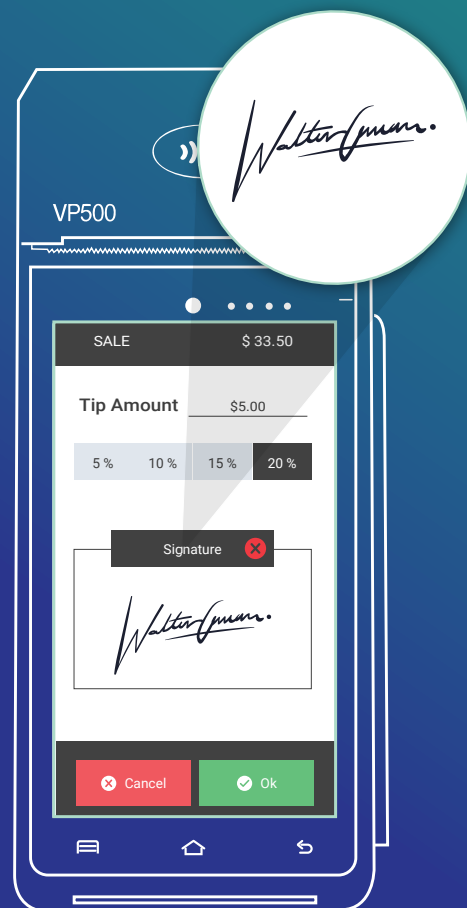 VP500
SALE $ 33.50
Tip Amount $5.00
5 % 10 % 15 % 20 %
Signature
Cancel Ok